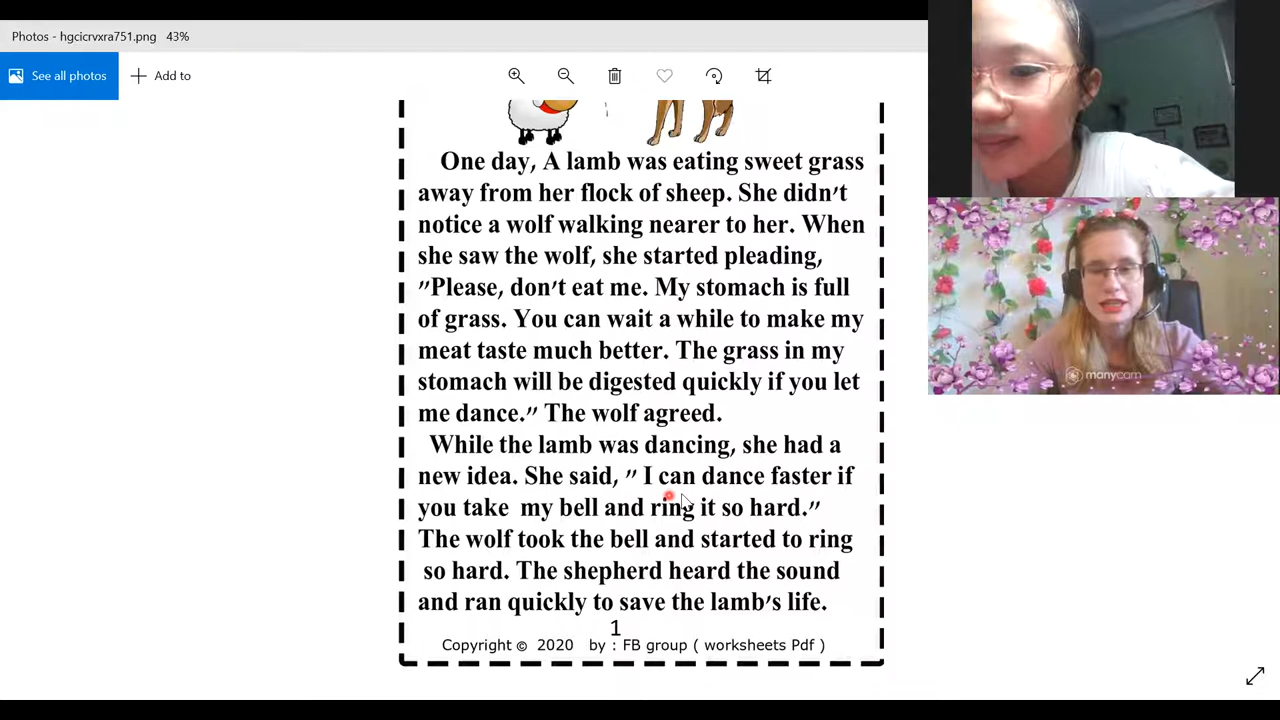 Photos - hgcicrvxra751.png 43%
See all photos
Add to
One day, A lamb was eating sweet grass
away from her flock of sheep. She didn't
notice a wolf walking nearer to her. When
she saw the wolf, she started pleading,
"Please, don't eat me. My stomach is full
of grass. You can wait a while to make my
meat taste much better. The grass in my
stomach will be digested quickly if you let
me dance." The wolf agreed.
While the lamb was dancing, she had a
new idea. She said, " I can dance faster if
you take my bell and ring it so hard."
The wolf took the bell and started to ring
so hard. The shepherd heard the sound
and ran quickly to save the lamb's life.
1
Copyright © 2020 by : FB group ( worksheets Pdf )
manycam